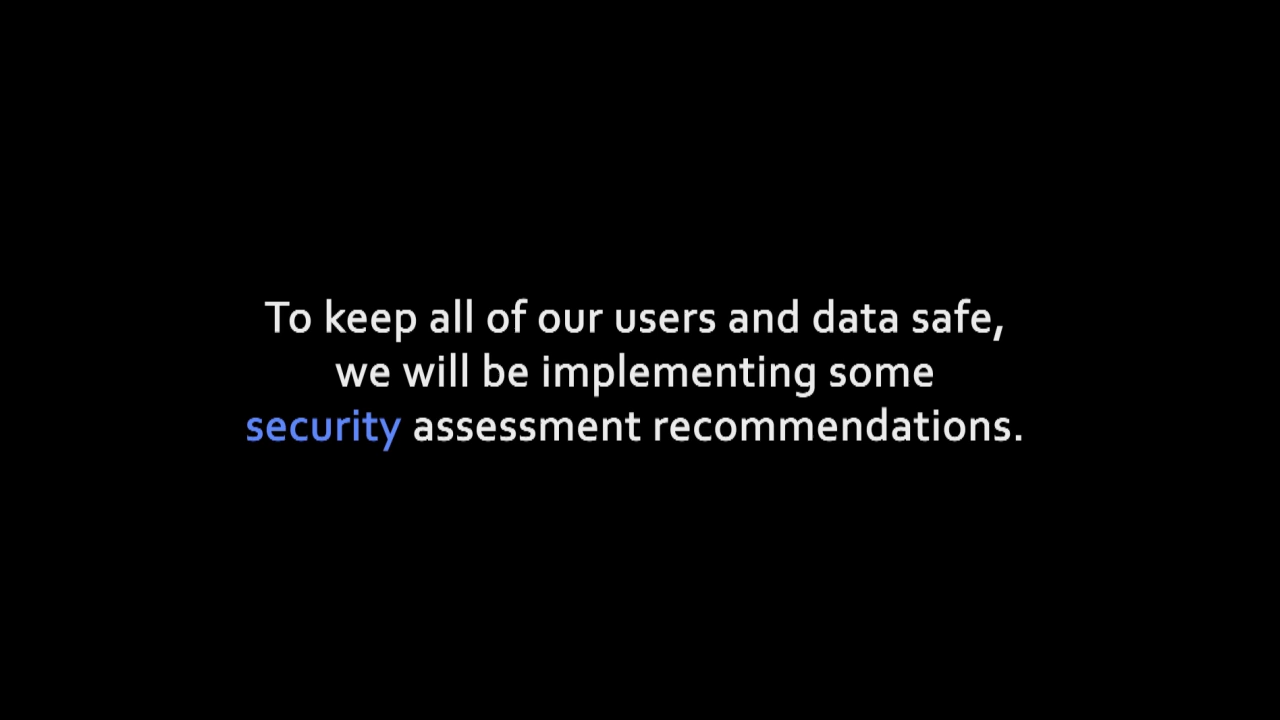 To keep all of our users and data safe,
we will be implementing some
security assessment recommendations.